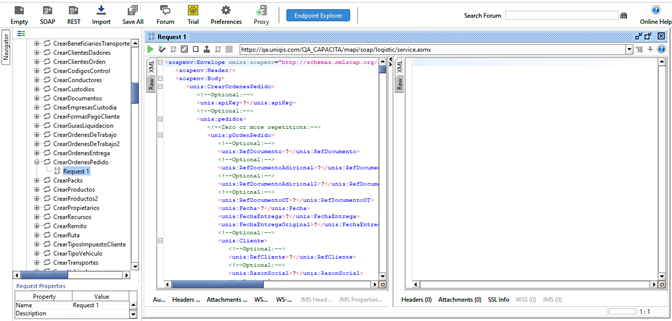 Empty SOAP REST Import Save All Forum Trial Preferences Proxy Endpoint Explorer Search Forum Online Help
Navigator
CrearBeneficiariosTransporte
CrearClientesDadores
CrearClientesOrden
CrearCodigosControl
CrearConductores
CrearCustodios
CrearDocumentos
CrearEmpresasCustodia
CrearFormasPagoCliente
CrearGuiasLiquidacion
CrearOrdenesDeTrabajo
CrearOrdenesDeTrabajo2
CrearOrdenesEntrega
CrearOrdenesPedido
Request 1
CrearPacks
CrearProductos
CrearProductos2
CrearPropietarios
CrearRecursos
CrearRemito
CrearRuta
CrearTiposImpuestoCliente
CrearTipoVehiculo
CrearTransportes
Request Properties
Property Value
Name Request 1
Description
Request 1
https://qa.unigis.com/QA_CAPACITA/mapi/soap/logistic/service.asmx
XML
Raw
<soapenv:Envelope xmlns:soapenv="http://schemas.xmlsoap.org/
<soapenv:Header/>
<soapenv:Body>
<unis:CrearOrdenesPedido>
<!--Optional:-->
<unis:apiKey>?</unis:apiKey>
<!--Optional:-->
<unis:pedidos>
<!--Zero or more repetitions:-->
<unis:pOrdenPedido>
<!--Optional:-->
<unis:RefDocumento>?</unis:RefDocumento>
<!--Optional:-->
<unis:RefDocumentoAdicional>?</unis:RefDocument
<!--Optional:-->
<unis:RefDocumentoAdicional2>?</unis:RefDocumen
<!--Optional:-->
<unis:RefDocumentoOT>?</unis:RefDocumentoOT>
<unis:Fecha>?</unis:Fecha>
<unis:FechaEntrega>?</unis:FechaEntrega>
<unis:FechaEntregaOriginal>?</unis:FechaEntrega
<!--Optional:-->
<unis:Cliente>
<!--Optional:-->
<unis:RefCliente>?</unis:RefCliente>
<!--Optional:-->
<unis:RazonSocial>?</unis:RazonSocial>
<!--Optional:-->
Au... Headers ... Attachments ... WS... WS-... JMS Head... JMS Properties...
XML
Raw
Headers (0) Attachments (0) SSL Info WSS (0) JMS (0)
1 : 1